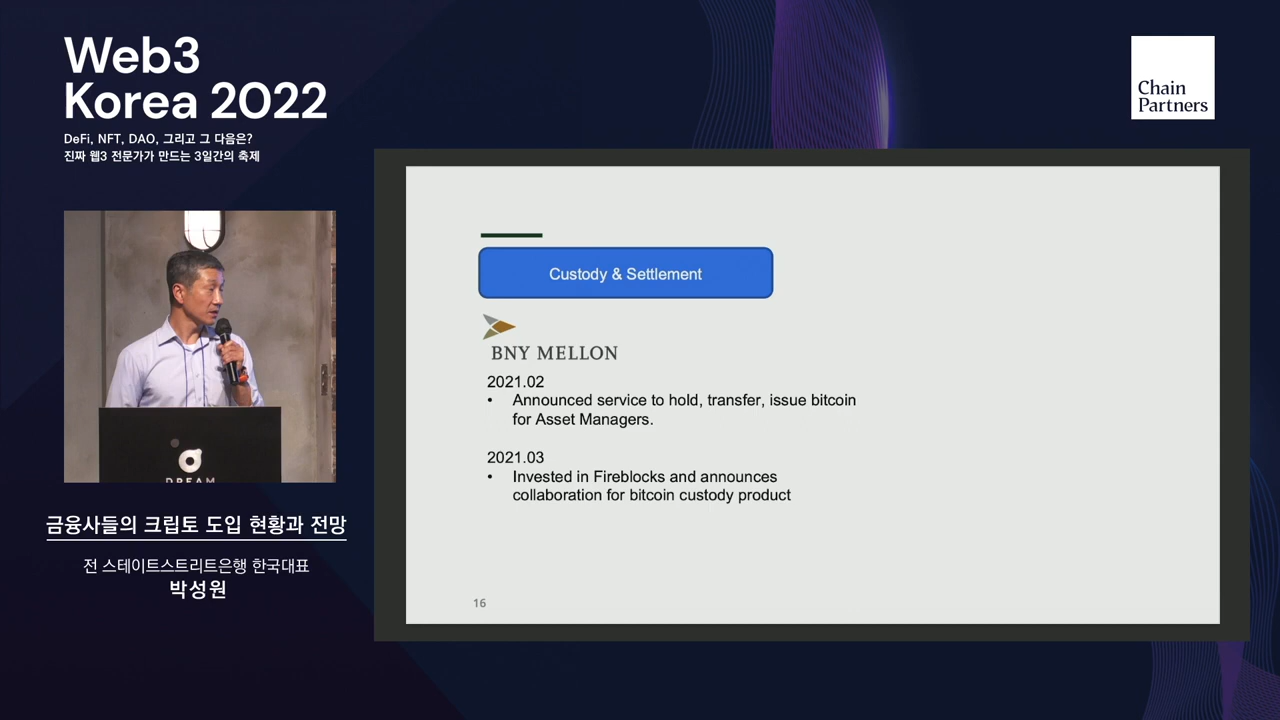 Web3
Korea 2022
DeFi, NFT, DAO, 그리고 그 다음은?
진짜 웹3 전문가가 만드는 3일간의 축제
Chain
Partners
Custody & Settlement
BNY MELLON
2021.02
• Announced service to hold, transfer, issue bitcoin
for Asset Managers.
2021.03
• Invested in Fireblocks and announces
collaboration for bitcoin custody product
16
DREAM
금융사들의 크립토 도입 현황과 전망
전 스테이트스트리트은행 한국대표
박성원